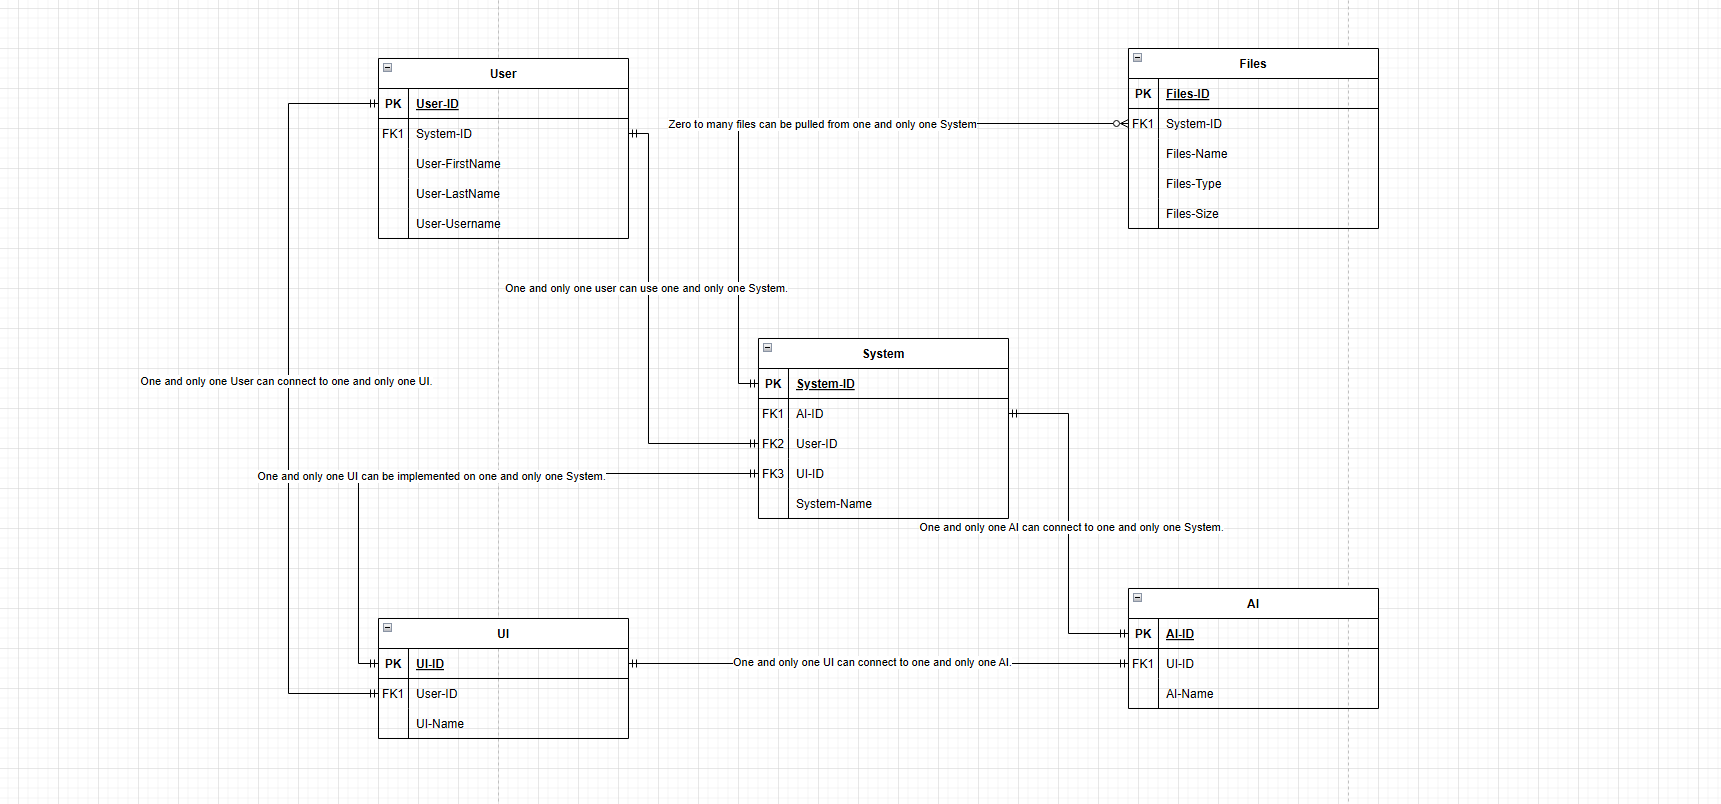 User
PK User-ID
FK1 System-ID
User-FirstName
User-LastName
User-Username
Files
PK Files-ID
FK1 System-ID
Files-Name
Files-Type
Files-Size
Zero to many files can be pulled from one and only one System
One and only one user can use one and only one System.
System
PK System-ID
FK1 AI-ID
FK2 User-ID
FK3 UI-ID
System-Name
One and only one User can connect to one and only one UI.
One and only one UI can be implemented on one and only one System.
One and only one AI can connect to one and only one System.
UI
PK UI-ID
FK1 User-ID
UI-Name
One and only one UI can connect to one and only one AI.
AI
PK AI-ID
FK1 UI-ID
AI-Name